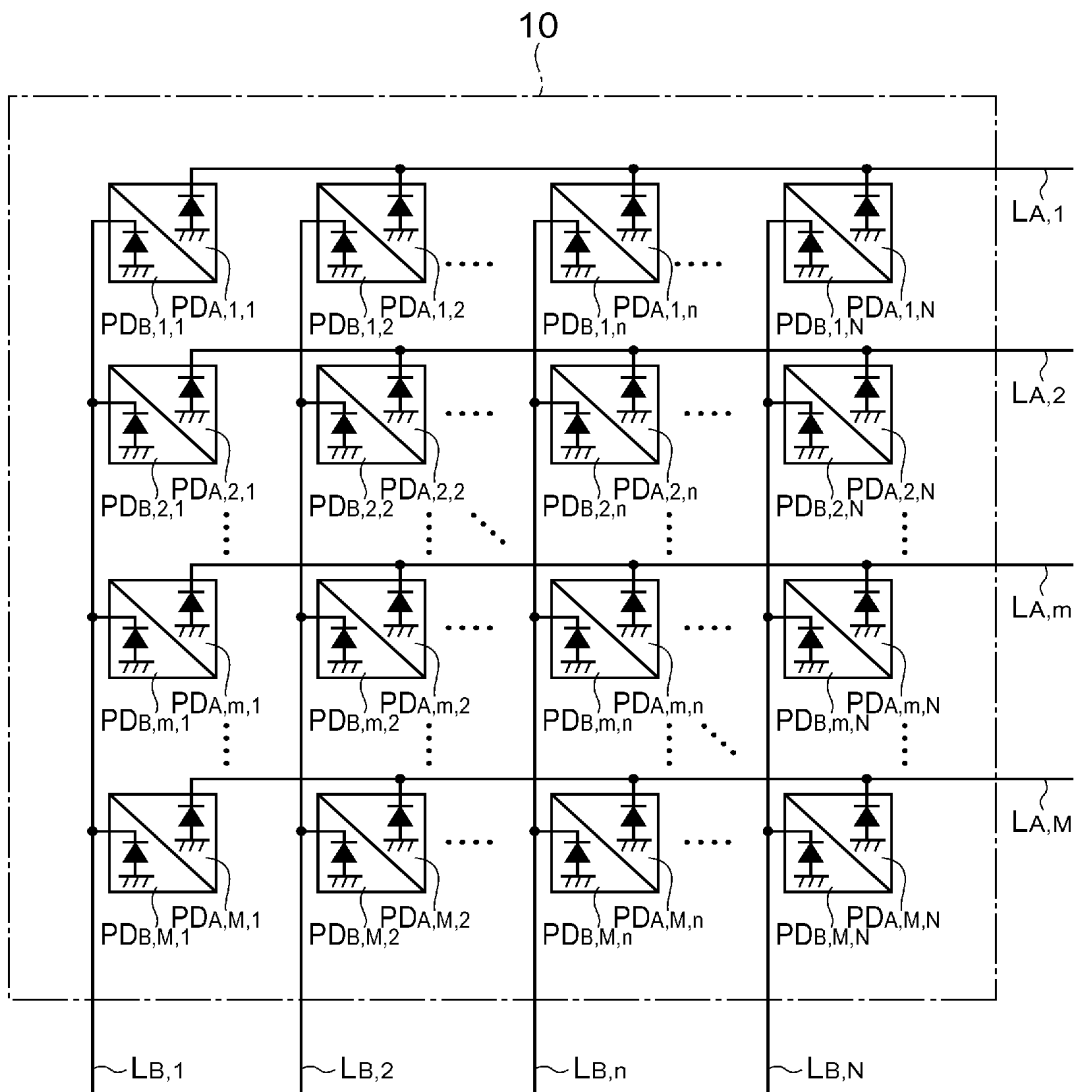 10
LA,1
PDB,1,1 PDA,1,1 PDB,1,2 PDA,1,2 PDB,1,n PDA,1,n PDB,1,N PDA,1,N
LA,2
PDB,2,1 PDA,2,1 PDB,2,2 PDA,2,2 PDB,2,n PDA,2,n PDB,2,N PDA,2,N
LA,m
PDB,m,1 PDA,m,1 PDB,m,2 PDA,m,2 PDB,m,n PDA,m,n PDB,m,N PDA,m,N
LA,M
PDB,M,1 PDA,M,1 PDB,M,2 PDA,M,2 PDB,M,n PDA,M,n PDB,M,N PDA,M,N
LB,1 LB,2 LB,n LB,N